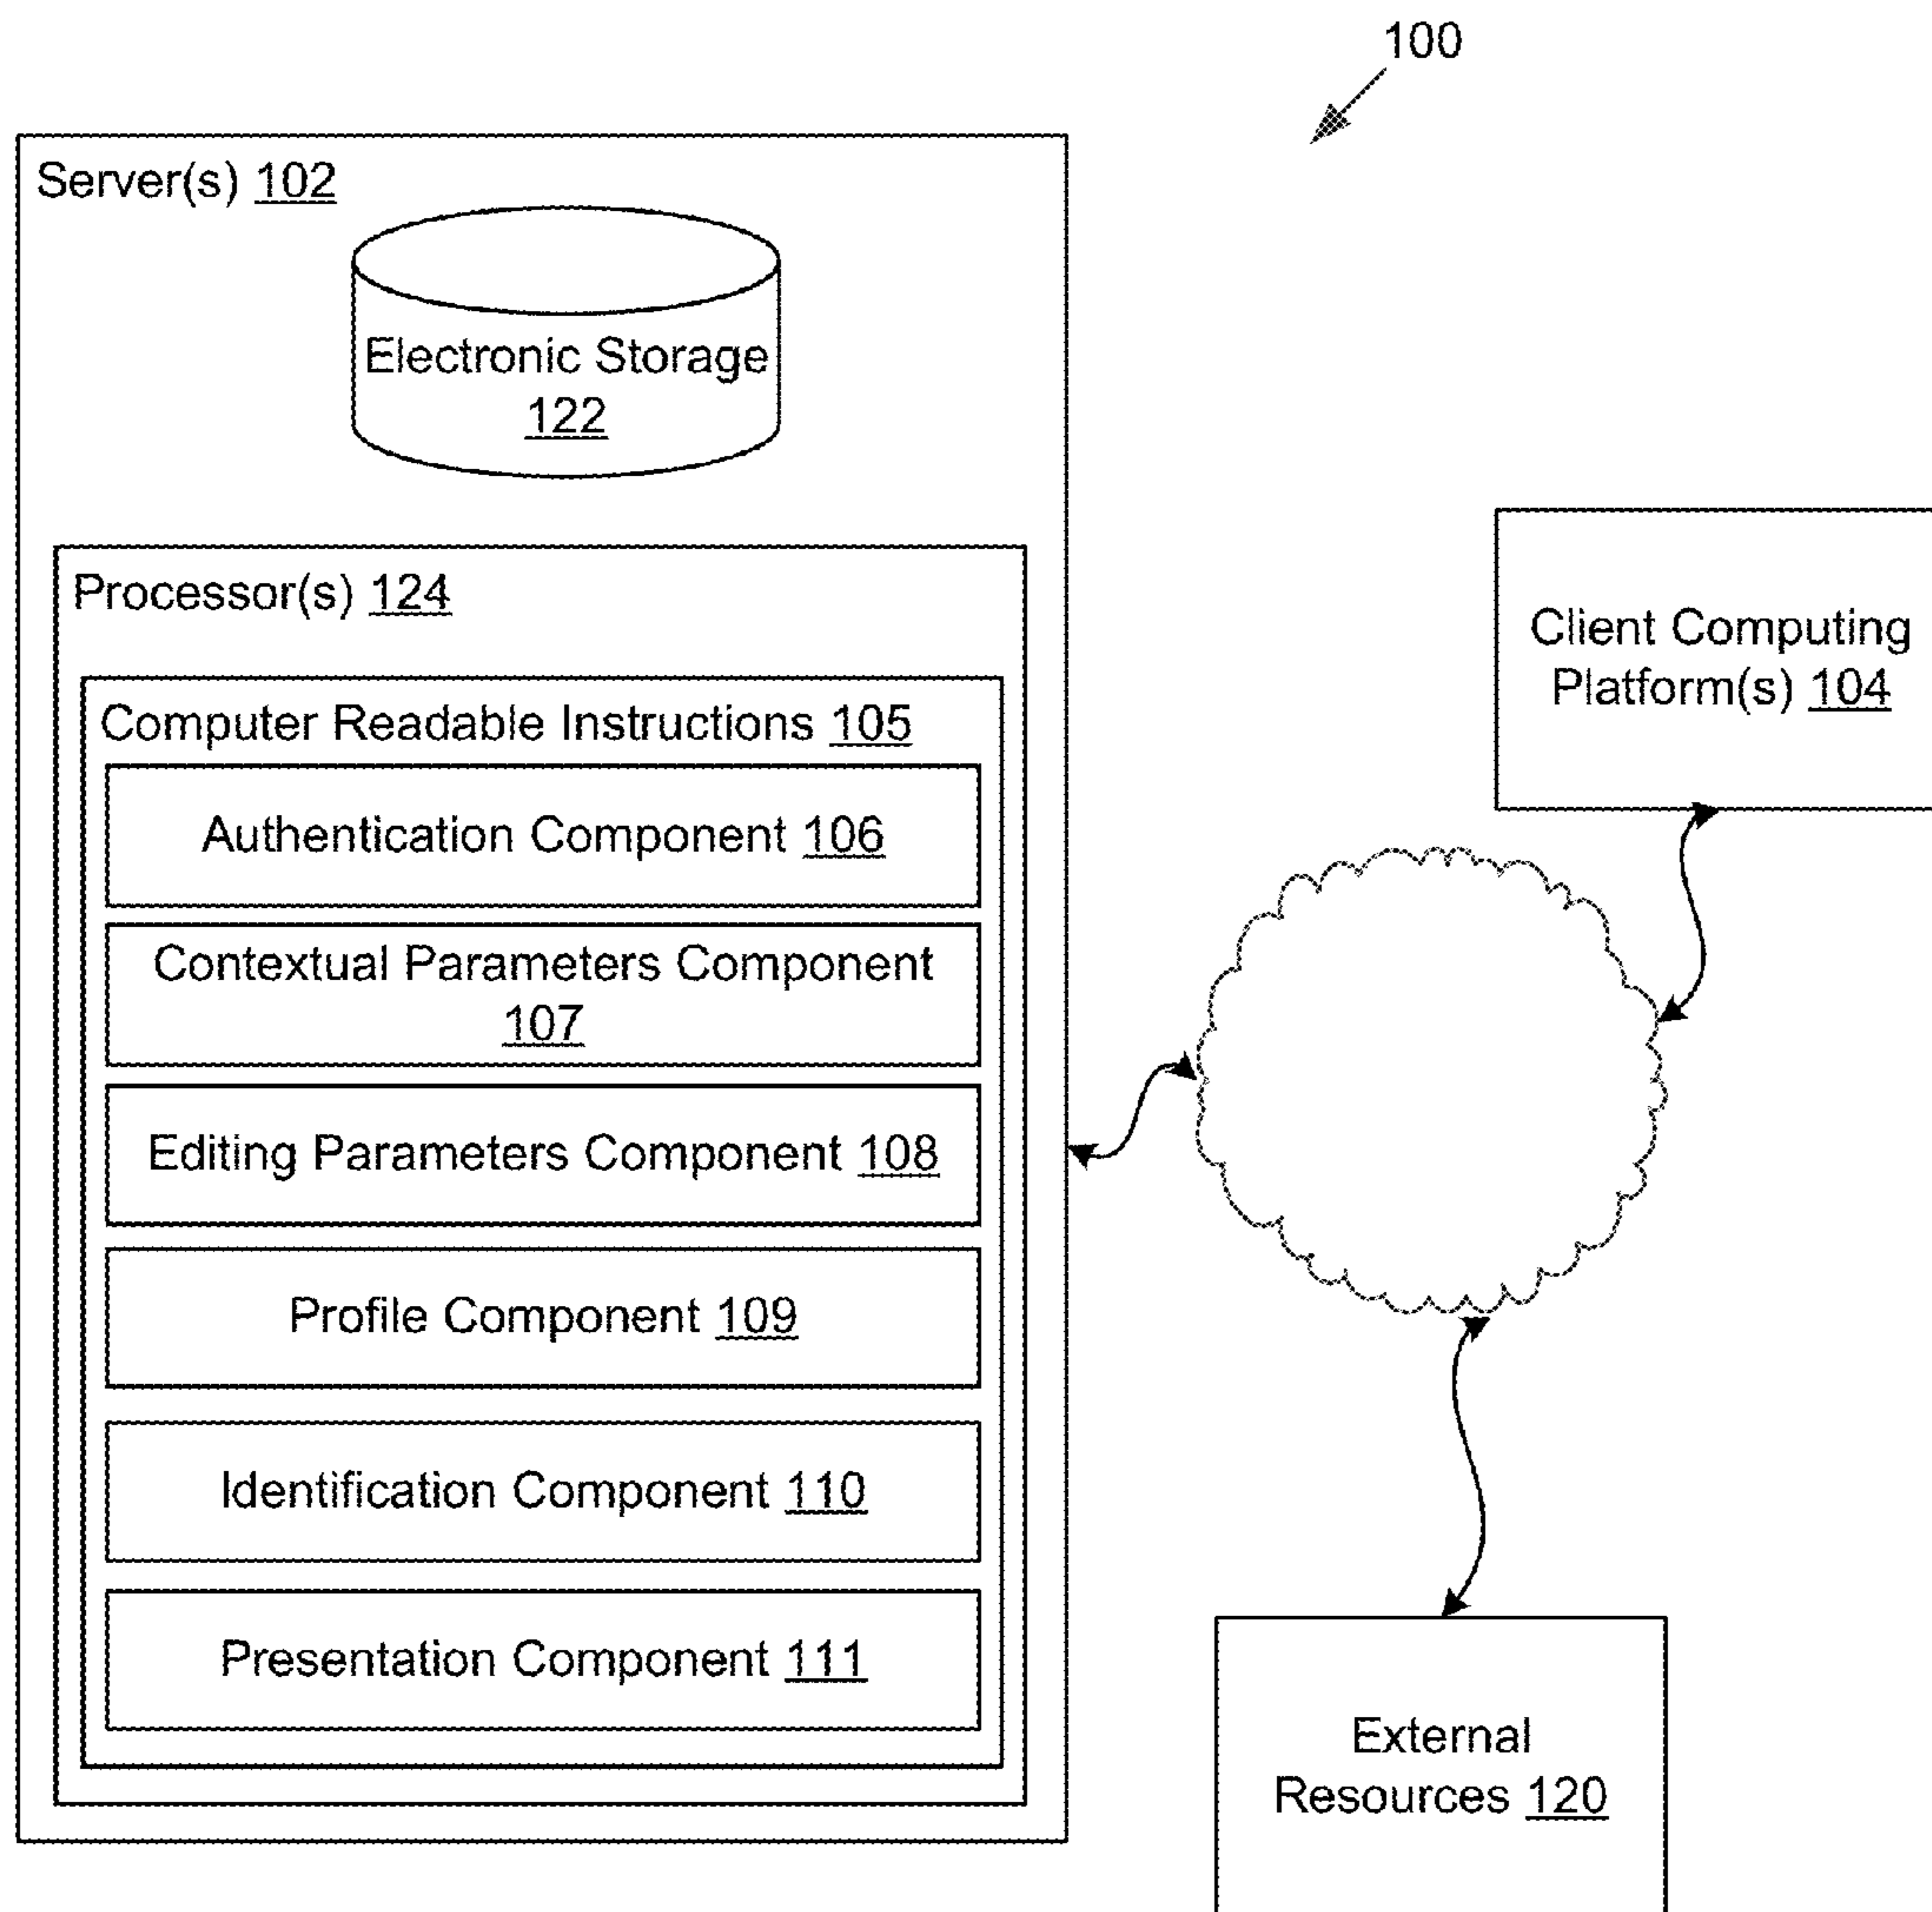 100
Server(s) 102
Electronic Storage
122
Processor(s) 124
Computer Readable Instructions 105
Authentication Component 106
Contextual Parameters Component
107
Editing Parameters Component 108
Profile Component 109
Identification Component 110
Presentation Component 111
Client Computing
Platform(s) 104
External
Resources 120